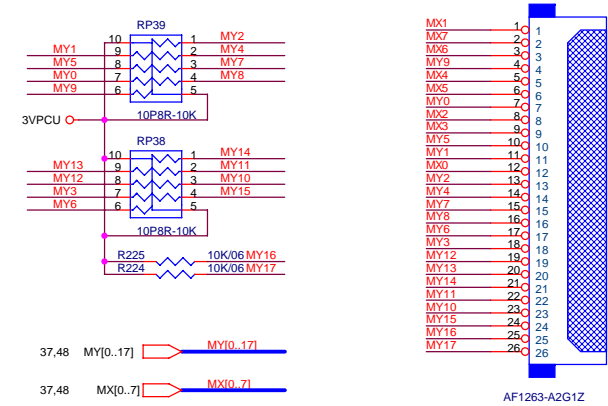 RP39
10 1 MY2
MY1 9 2 MY4
MY5 8 3 MY7
MY0 7 4 MY8
MY9 6 5
3VPCU 10P8R-10K
RP38
10 1 MY14
MY13 9 2 MY11
MY12 8 3 MY10
MY3 7 4 MY15
MY6 6 5
10P8R-10K
R225 10K/06 MY16
R224 10K/06 MY17
37,48 MY[0..17] MY[0..17]
37,48 MX[0..7] MX[0..7]
MX1 1 1
MX7 2 2
MX6 3 3
MY9 4 4
MX4 5 5
MX5 6 6
MY0 7 7
MX2 8 8
MX3 9 9
MY5 10 10
MY1 11 11
MX0 12 12
MY2 13 13
MY4 14 14
MY7 15 15
MY8 16 16
MY6 17 17
MY3 18 18
MY12 19 19
MY13 20 20
MY14 21 21
MY11 22 22
MY10 23 23
MY15 24 24
MY16 25 25
MY17 26 26
AF1263-A2G1Z